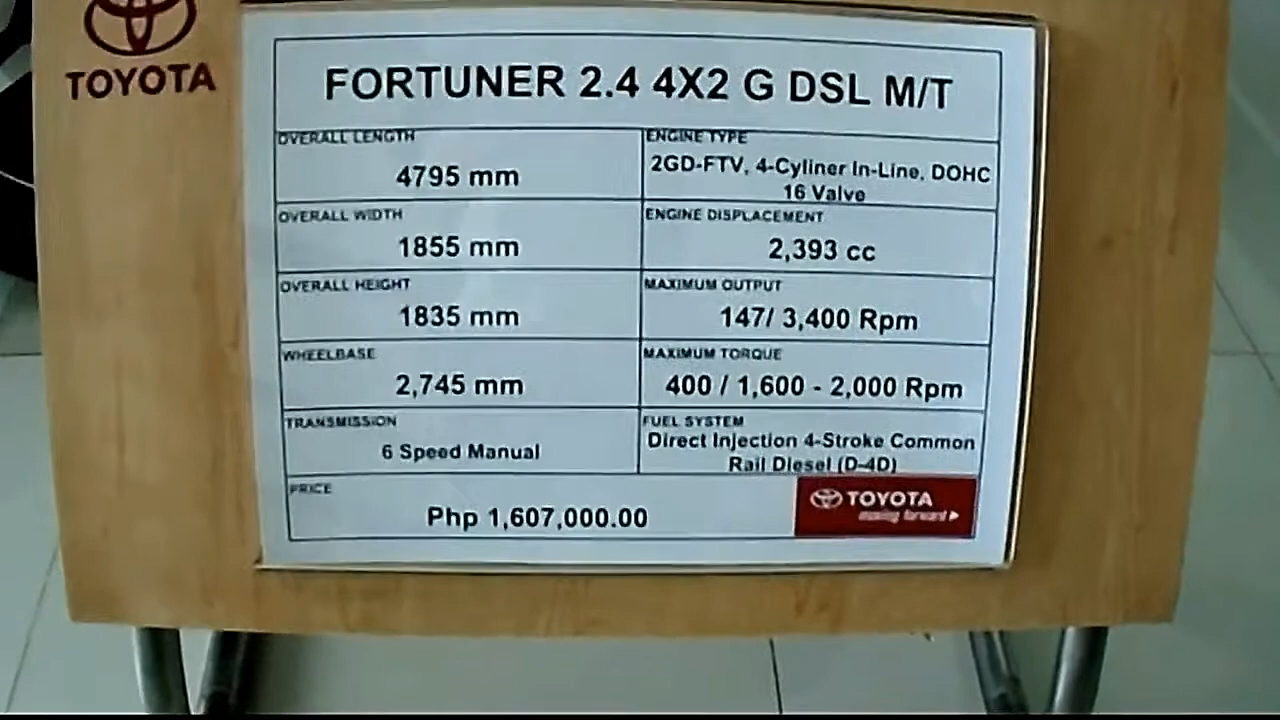 TOYOTA
FORTUNER 2.4 4X2 G DSL M/T
OVERALL LENGTH
4795 mm
ENGINE TYPE
2GD-FTV, 4-Cyliner In-Line, DOHC
16 Valve
OVERALL WIDTH
1855 mm
ENGINE DISPLACEMENT
2,393 cc
OVERALL HEIGHT
1835 mm
MAXIMUM OUTPUT
147/ 3,400 Rpm
WHEELBASE
2,745 mm
MAXIMUM TORQUE
400 / 1,600 - 2,000 Rpm
TRANSMISSION
6 Speed Manual
FUEL SYSTEM
Direct Injection 4-Stroke Common
Rail Diesel (D-4D)
PRICE
Php 1,607,000.00
TOYOTA
moving forward